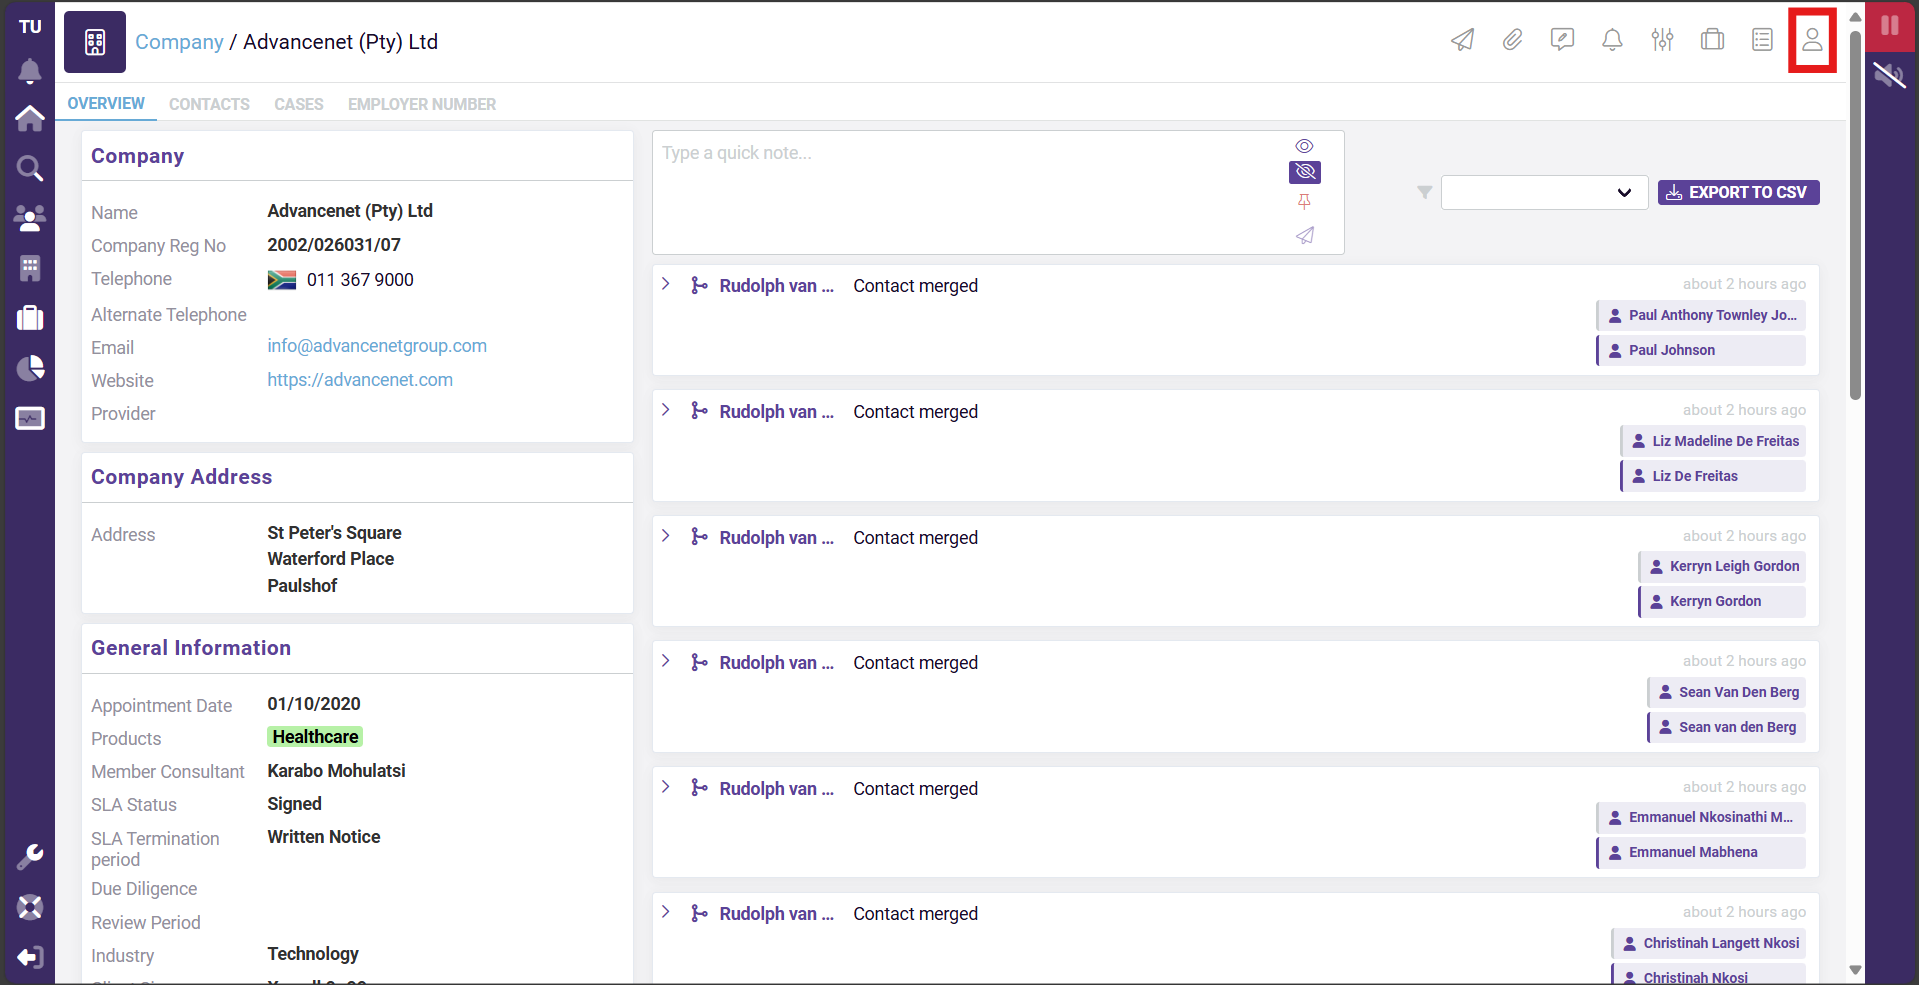 TU
Company / Advancenet (Pty) Ltd
OVERVIEW CONTACTS CASES EMPLOYER NUMBER
Company
Name Advancenet (Pty) Ltd
Company Reg No 2002/026031/07
Telephone 011 367 9000
Alternate Telephone
Email info@advancenetgroup.com
Website https://advancenet.com
Provider
Company Address
Address St Peter's Square
Waterford Place
Paulshof
General Information
Appointment Date 01/10/2020
Products Healthcare
Member Consultant Karabo Mohulatsi
SLA Status Signed
SLA Termination period Written Notice
Due Diligence
Review Period
Industry Technology
Type a quick note...
EXPORT TO CSV
Rudolph van ... Contact merged about 2 hours ago
Paul Anthony Townley Jo...
Paul Johnson
Rudolph van ... Contact merged about 2 hours ago
Liz Madeline De Freitas
Liz De Freitas
Rudolph van ... Contact merged about 2 hours ago
Kerryn Leigh Gordon
Kerryn Gordon
Rudolph van ... Contact merged about 2 hours ago
Sean Van Den Berg
Sean van den Berg
Rudolph van ... Contact merged about 2 hours ago
Emmanuel Nkosinathi M...
Emmanuel Mabhena
Rudolph van ... Contact merged about 2 hours ago
Christinah Langett Nkosi
Christinah Nkosi